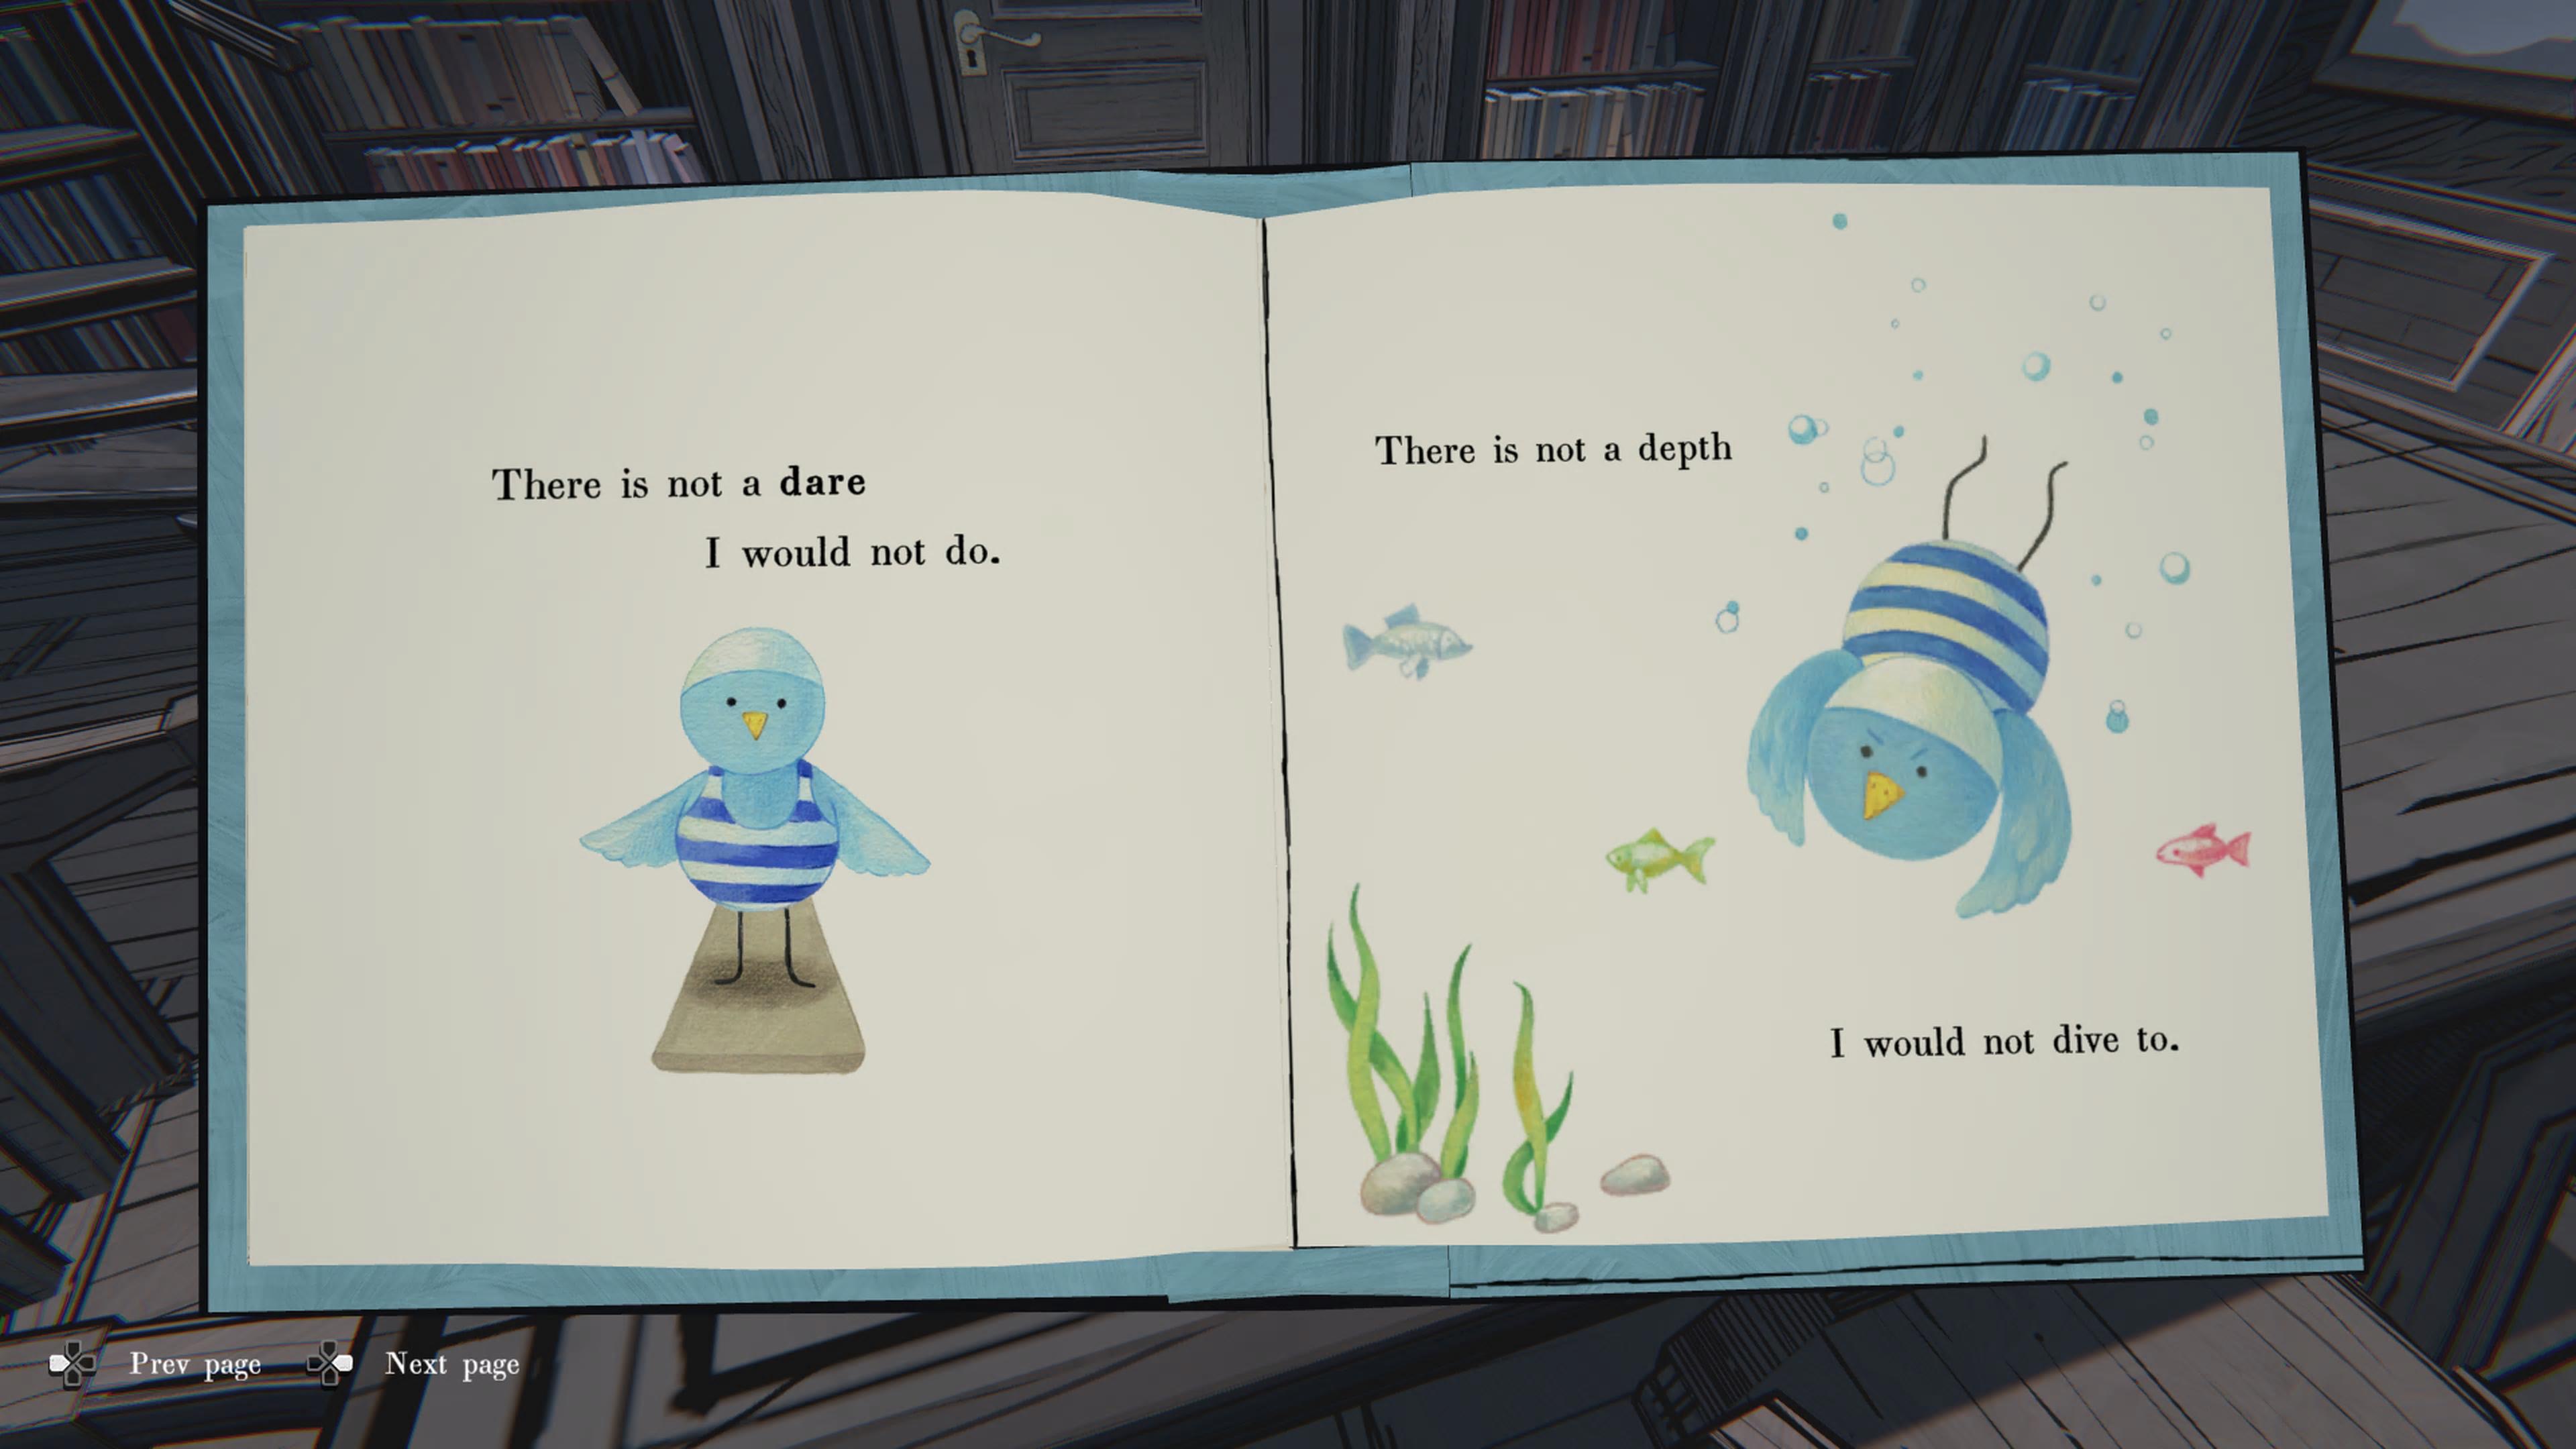 There is not a dare
I would not do.
There is not a depth
I would not dive to.
Prev page
Next page